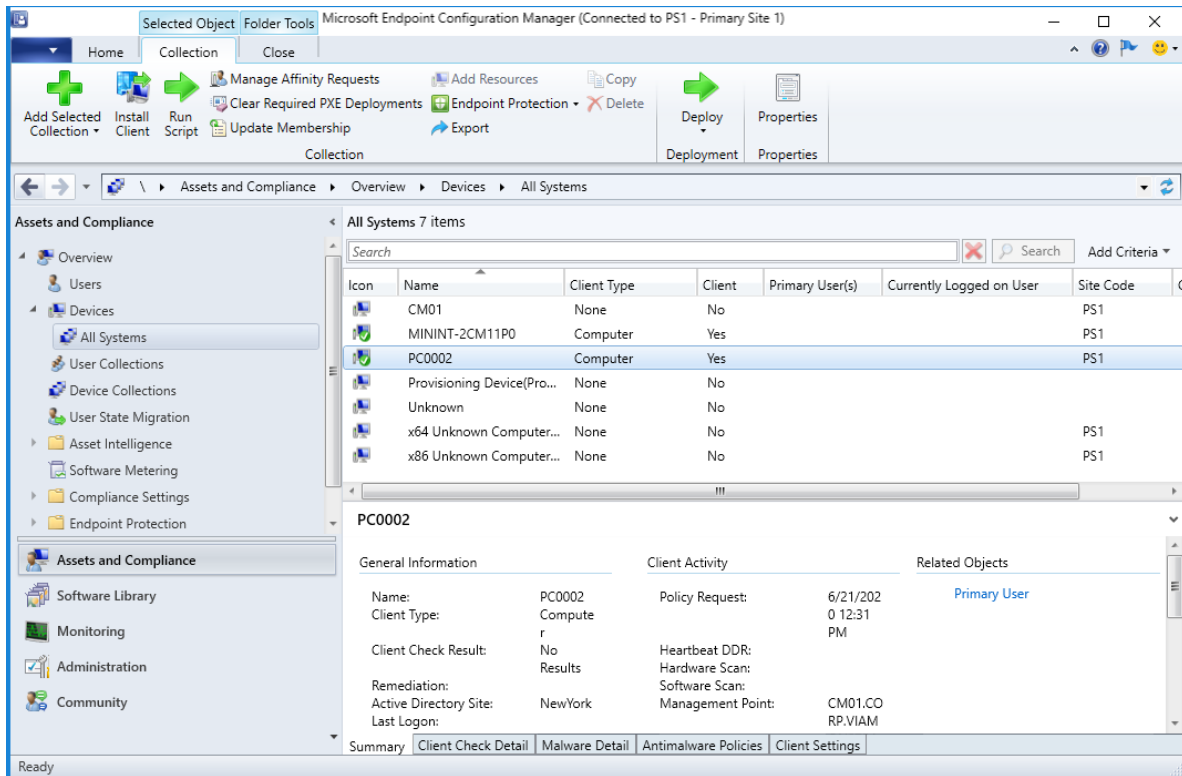 Selected Object Folder Tools Microsoft Endpoint Configuration Manager (Connected to PS1 - Primary Site 1)
Home Collection Close
Add Selected Collection
Install Client
Run Script
Manage Affinity Requests
Clear Required PXE Deployments
Update Membership
Add Resources
Endpoint Protection
Export
Copy
Delete
Collection
Deploy
Deployment
Properties
Properties
\ Assets and Compliance Overview Devices All Systems
Assets and Compliance
Overview
Users
Devices
All Systems
User Collections
Device Collections
User State Migration
Asset Intelligence
Software Metering
Compliance Settings
Endpoint Protection
Assets and Compliance
Software Library
Monitoring
Administration
Community
All Systems 7 items
Search Search Add Criteria
Icon Name Client Type Client Primary User(s) Currently Logged on User Site Code
CM01 None No PS1
MININT-2CM11P0 Computer Yes PS1
PC0002 Computer Yes PS1
Provisioning Device(Pro... None No
Unknown None No
x64 Unknown Computer... None No PS1
x86 Unknown Computer... None No PS1
PC0002
General Information
Name: PC0002
Client Type: Compute
r
Client Check Result: No
Results
Remediation:
Active Directory Site: NewYork
Last Logon:
Client Activity
Policy Request: 6/21/202
0 12:31
PM
Heartbeat DDR:
Hardware Scan:
Software Scan:
Management Point: CM01.CO
RP.VIAM
Related Objects
Primary User
Summary Client Check Detail Malware Detail Antimalware Policies Client Settings
Ready